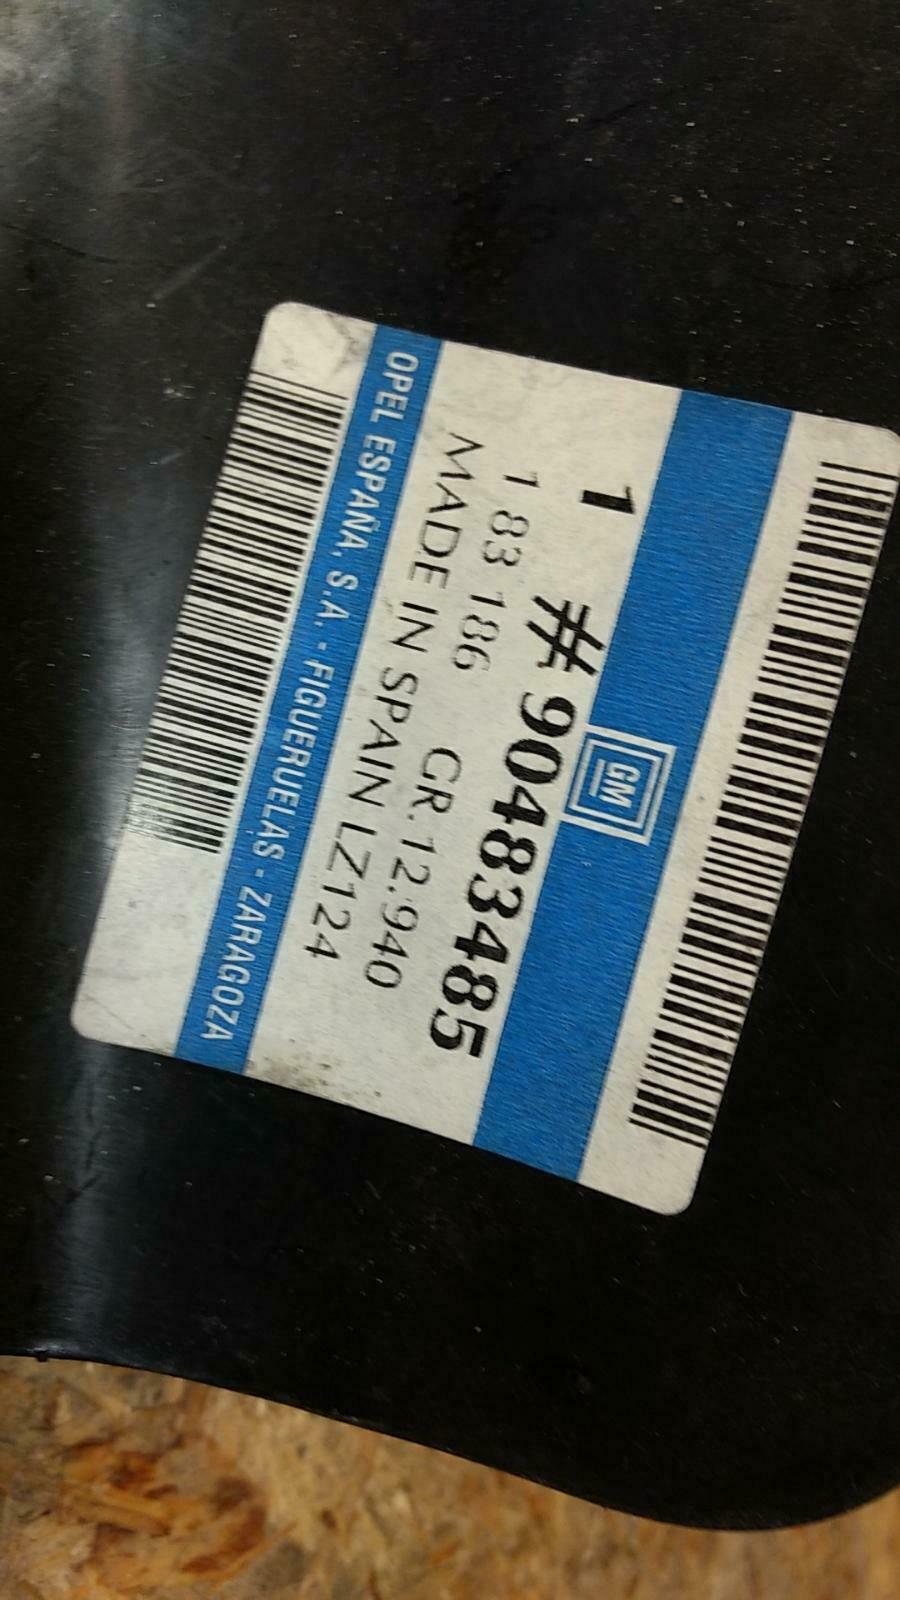 GM
1 #90483485
1 83 186 GR.12.940
MADE IN SPAIN LZ124
OPEL ESPAÑA, S.A. - FIGUERUELAS - ZARAGOZA